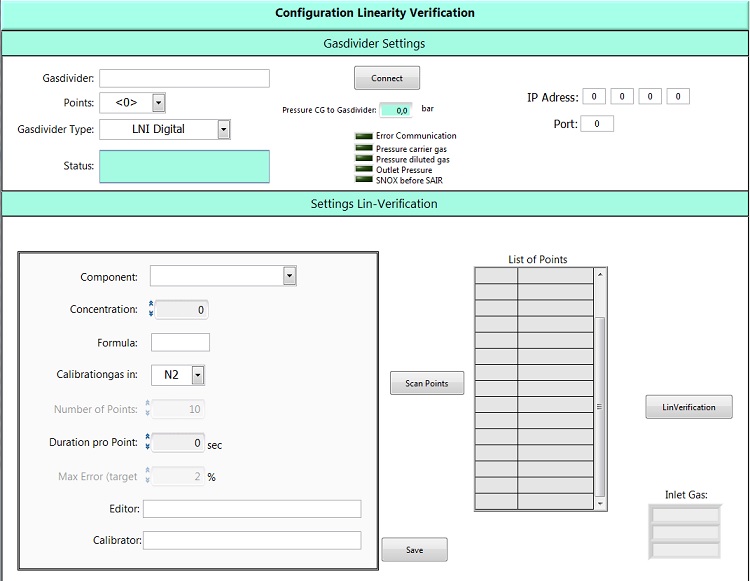 Configuration Linearity Verification
Gasdivider Settings
Gasdivider:
Connect
Points: <0>
Pressure CG to Gasdivider: 0,0 bar
IP Adress: 0 0 0 0
Gasdivider Type: LNI Digital
Port: 0
Error Communication
Pressure carrier gas
Pressure diluted gas
Outlet Pressure
SNOX before SAIR
Status:
Settings Lin-Verification
Component:
Concentration: 0
Formula:
Calibrationgas in: N2
Number of Points: 10
Duration pro Point: 0 sec
Max Error (target 2 %
Editor:
Calibrator:
Save
Scan Points
List of Points
LinVerification
Inlet Gas: